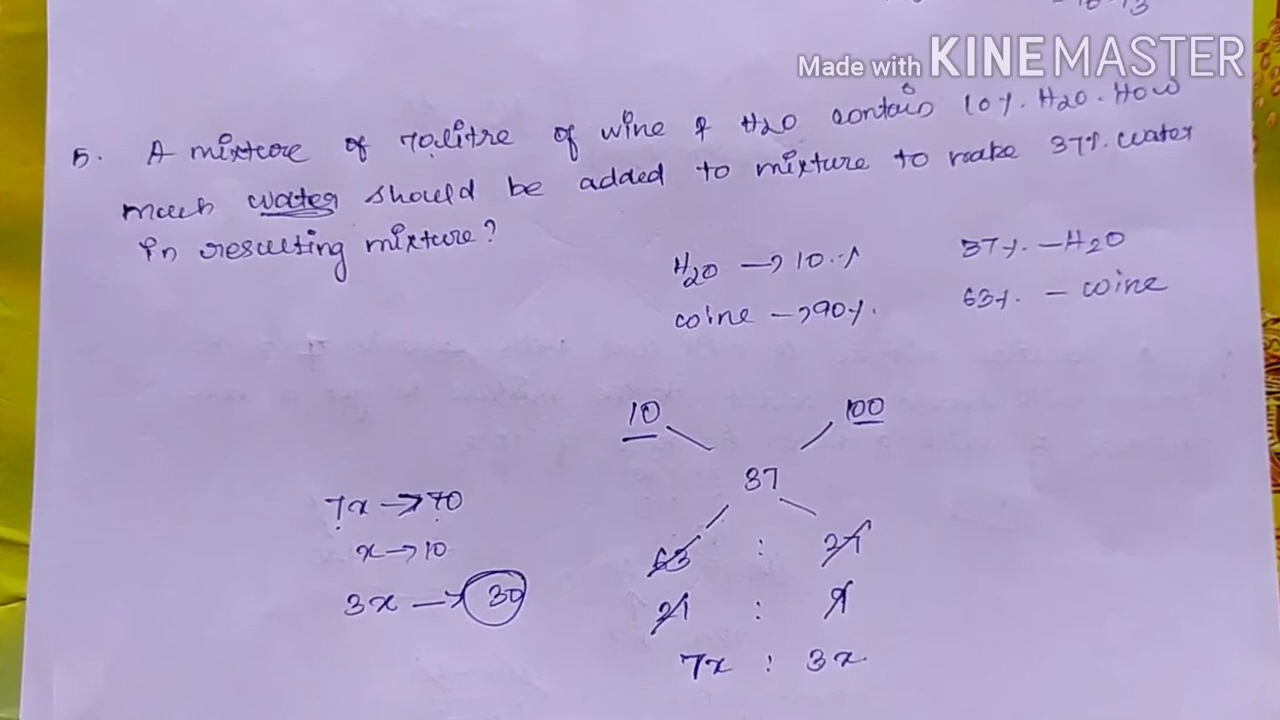 Made with KINEMASTER
5. A mixture of 70 litre of wine & H2O contain 10%. H2O. How
much water should be added to mixture to make 37% water
in resulting mixture?
H2O → 10%
37% - H2O
wine → 90%.
63% - wine
10 100
37
7x → 70
63 : 27
x → 10
21 : 9
3x → 30
7x : 3x